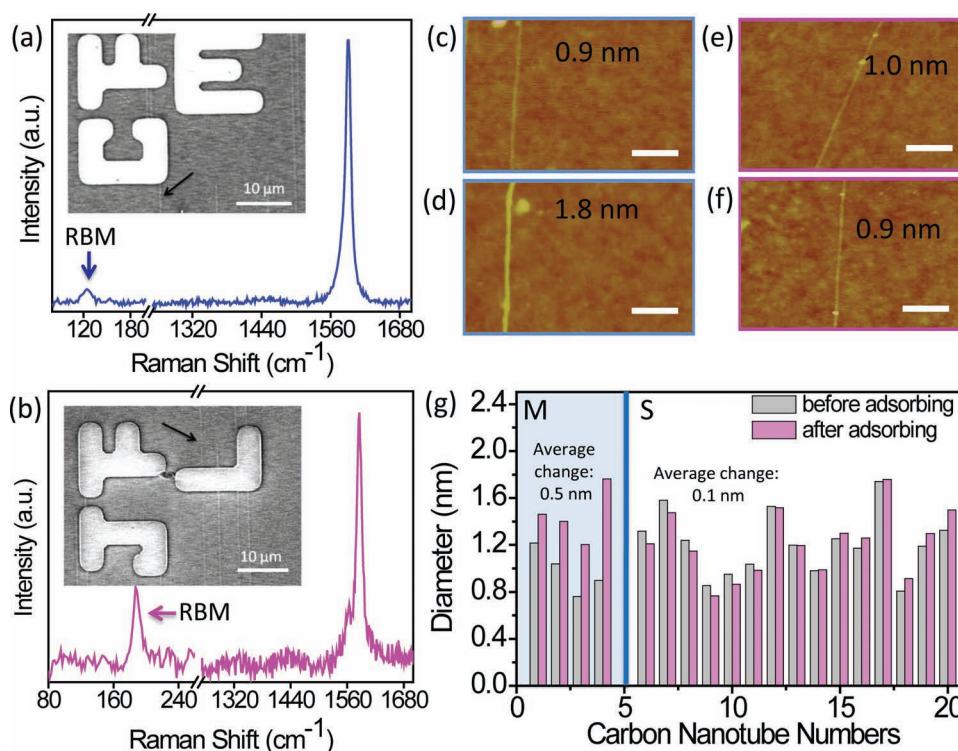 (a)
Intensity (a.u.)
10 μm
RBM
120 180 1320 1440 1560 1680
Raman Shift (cm⁻¹)
(b)
Intensity (a.u.)
10 μm
RBM
80 160 240 1320 1440 1560 1680
Raman Shift (cm⁻¹)
(c)
0.9 nm
(d)
1.8 nm
(e)
1.0 nm
(f)
0.9 nm
(g)
Diameter (nm)
2.4
2.0
1.6
1.2
0.8
0.4
0.0
M
Average
change:
0.5 nm
S
before adsorbing
after adsorbing
Average change:
0.1 nm
0 5 10 15 20
Carbon Nanotube Numbers